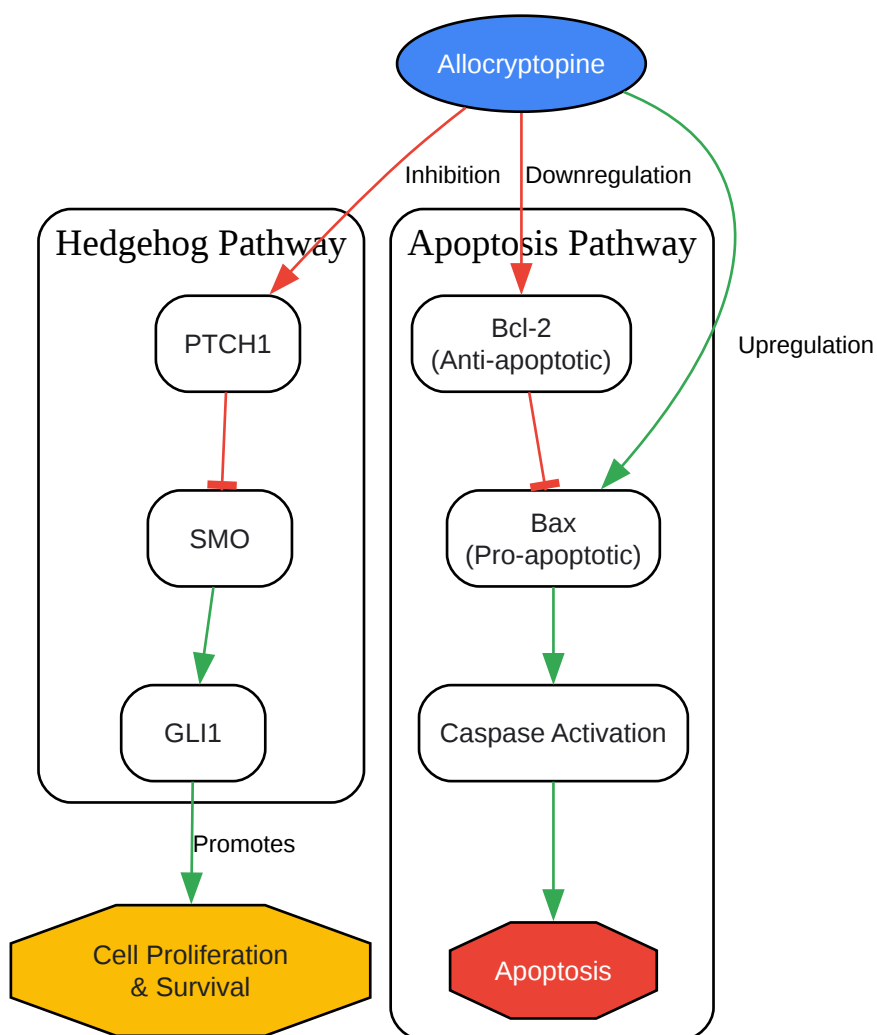 Allocryptopine
Inhibition
Downregulation
Hedgehog Pathway
Apoptosis Pathway
PTCH1
Bcl-2
(Anti-apoptotic)
Upregulation
SMO
Bax
(Pro-apoptotic)
GLI1
Caspase Activation
Promotes
Cell Proliferation
& Survival
Apoptosis